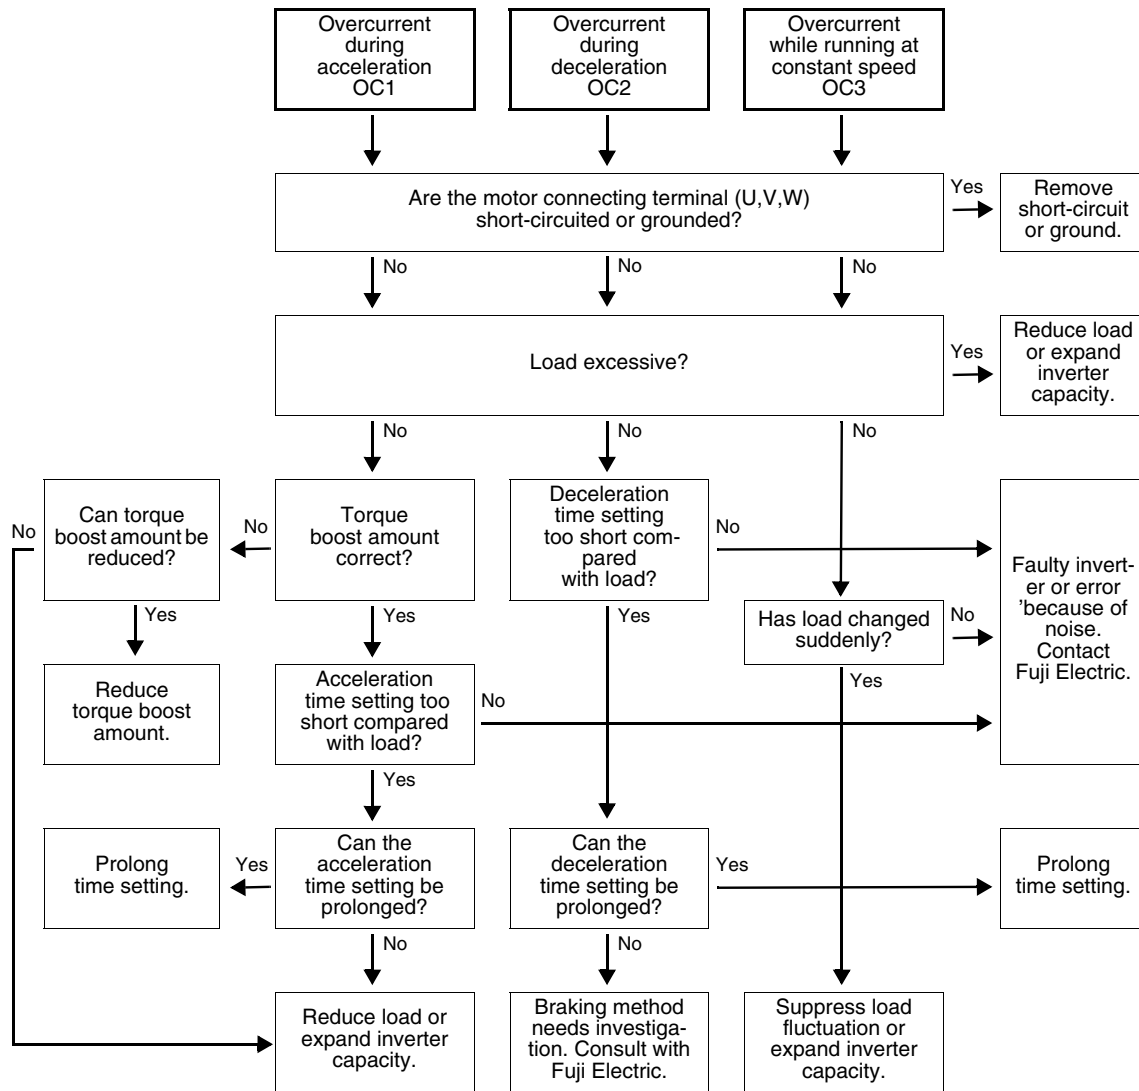 Overcurrent
during
acceleration
OC1
Overcurrent
during
deceleration
OC2
Overcurrent
while running at
constant speed
OC3
Are the motor connecting terminal (U,V,W)
short-circuited or grounded?
Yes
Remove
short-circuit
or ground.
No
No
No
Load excessive?
Yes
Reduce load
or expand
inverter
capacity.
No
No
No
No
Can torque
boost amount be
reduced?
No
Torque
boost amount
correct?
Deceleration
time setting
too short com-
pared
with load?
No
Faulty invert-
er or error
'because of
noise.
Contact
Fuji Electric.
Yes
Yes
Yes
Has load changed
suddenly?
No
Yes
Reduce
torque boost
amount.
Acceleration
time setting too
short compared
with load?
No
Yes
Prolong
time setting.
Yes
Can the
acceleration
time setting be
prolonged?
Can the
deceleration
time setting be
prolonged?
Yes
Prolong
time setting.
No
No
Reduce load or
expand inverter
capacity.
Braking method
needs investiga-
tion. Consult with
Fuji Electric.
Suppress load
fluctuation or
expand inverter
capacity.